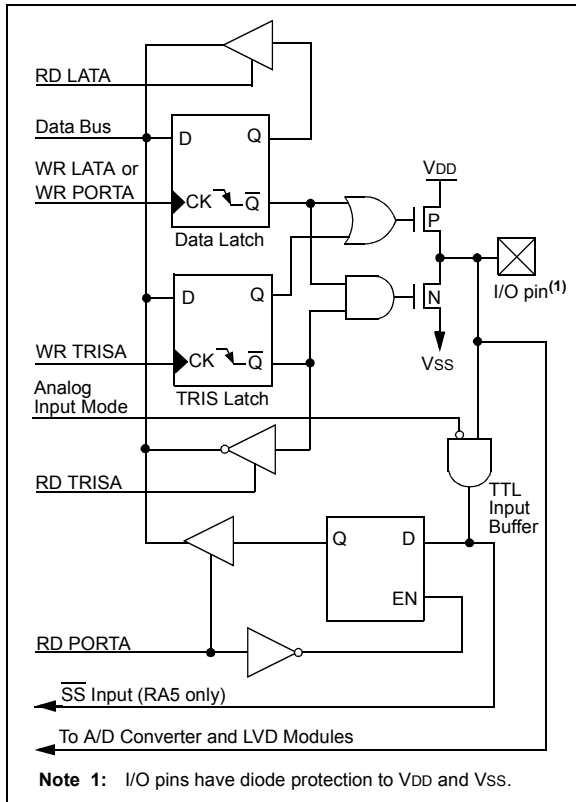 RD LATA
Data Bus
D Q
WR LATA or
WR PORTA
CK Q
Data Latch
VDD
P
I/O pin(1)
N
VSS
D Q
WR TRISA
CK Q
TRIS Latch
Analog
Input Mode
TTL
Input
Buffer
RD TRISA
Q D
EN
RD PORTA
SS Input (RA5 only)
To A/D Converter and LVD Modules
Note 1: I/O pins have diode protection to VDD and VSS.